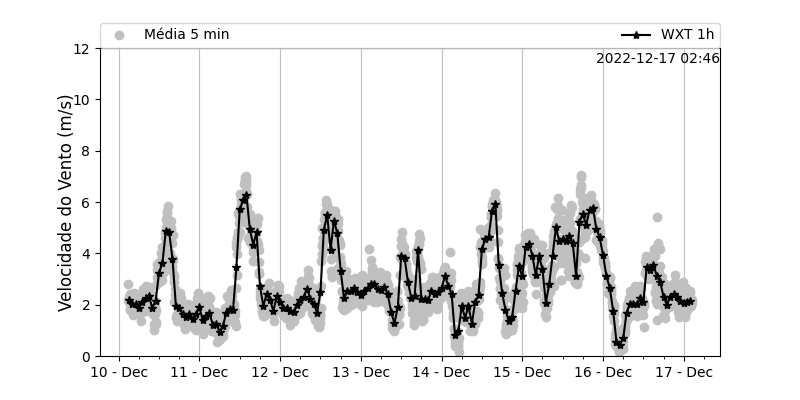 Média 5 min
WXT 1h
2022-12-17 02:46
Velocidade do Vento (m/s)
12
10
8
6
4
2
0
10 - Dec
11 - Dec
12 - Dec
13 - Dec
14 - Dec
15 - Dec
16 - Dec
17 - Dec